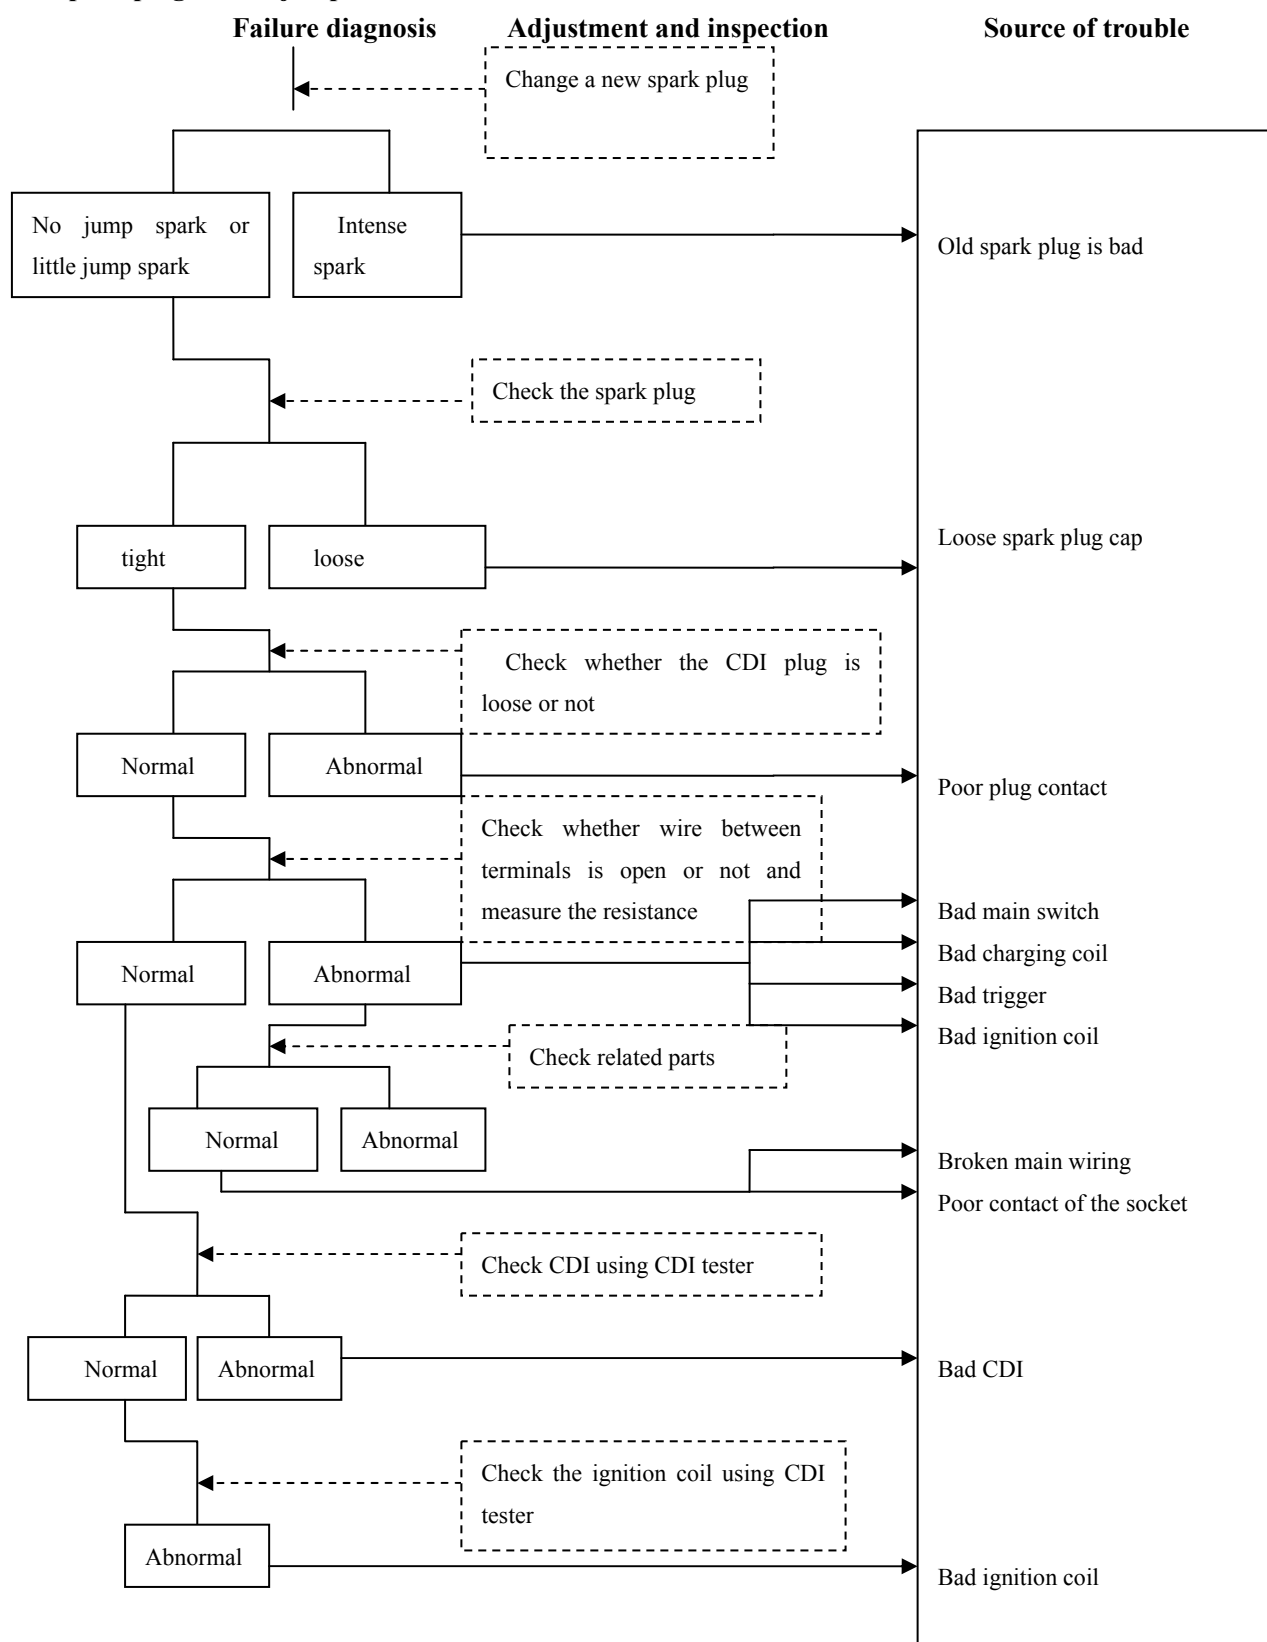 Failure diagnosis Adjustment and inspection Source of trouble
Change a new spark plug
No jump spark or
little jump spark
Intense
spark
Old spark plug is bad
Check the spark plug
tight
loose
Loose spark plug cap
Check whether the CDI plug is
loose or not
Normal
Abnormal
Poor plug contact
Check whether wire between
terminals is open or not and
measure the resistance
Normal
Abnormal
Bad main switch
Bad charging coil
Bad trigger
Bad ignition coil
Check related parts
Normal
Abnormal
Broken main wiring
Poor contact of the socket
Check CDI using CDI tester
Normal
Abnormal
Bad CDI
Check the ignition coil using CDI
tester
Abnormal
Bad ignition coil